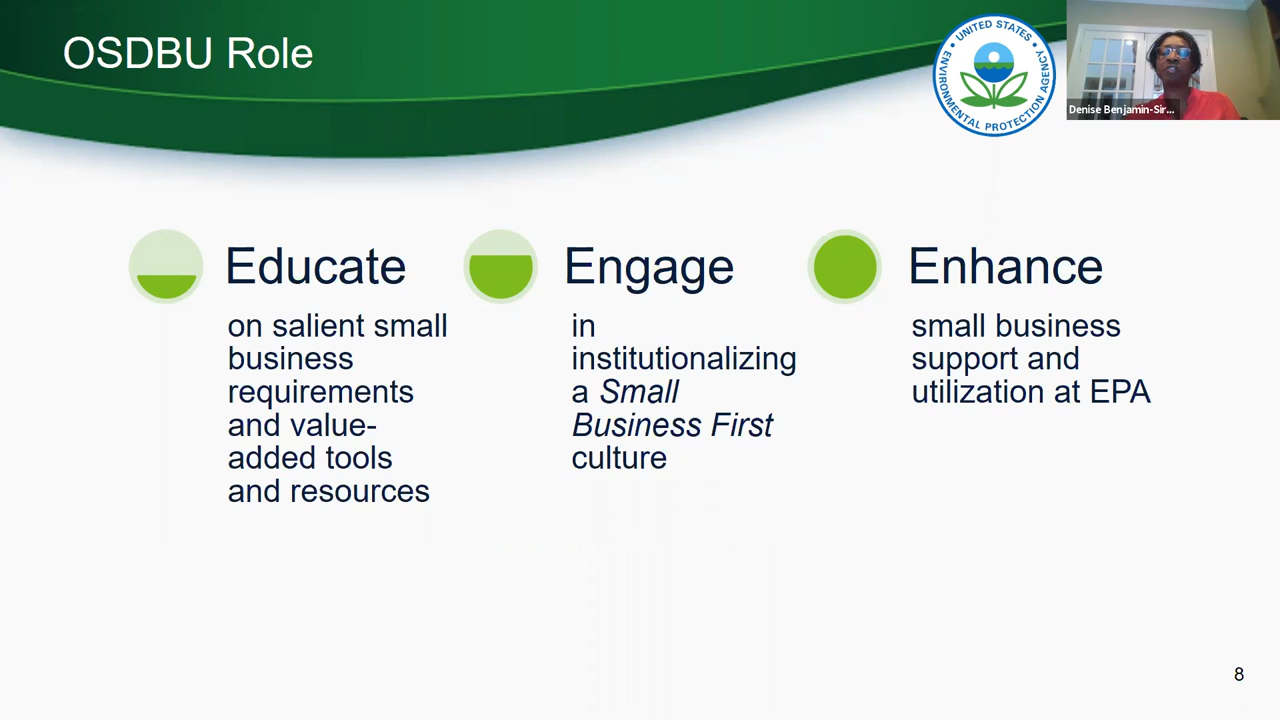 OSDBU Role
UNITED STATES
ENVIRONMENTAL PROTECTION AGENCY
Denise Benjamin-Sir...
Educate
on salient small
business
requirements
and value-
added tools
and resources
Engage
in
institutionalizing
a Small
Business First
culture
Enhance
small business
support and
utilization at EPA
8